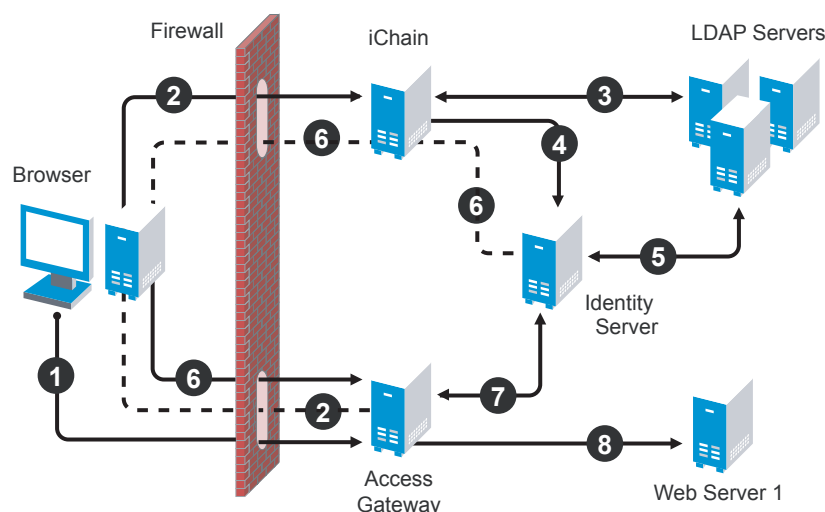 Firewall
iChain
LDAP Servers
2
3
6
4
Browser
6
5
Identity
Server
1
6
7
2
8
Access
Gateway
Web Server 1